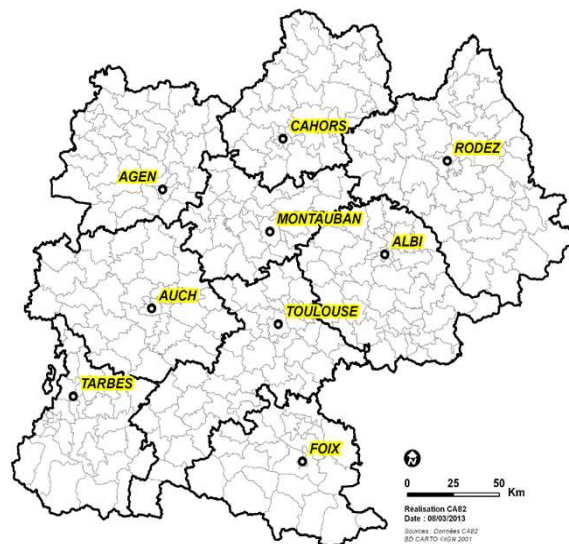 CAHORS
RODEZ
AGEN
MONTAUBAN
ALBI
AUCH
TOULOUSE
TARBES
FOIX
N
0 25 50
Km
Réalisation CA82
Date : 08/03/2013
Sources : Données CA82
BD CARTO ©IGN 2001